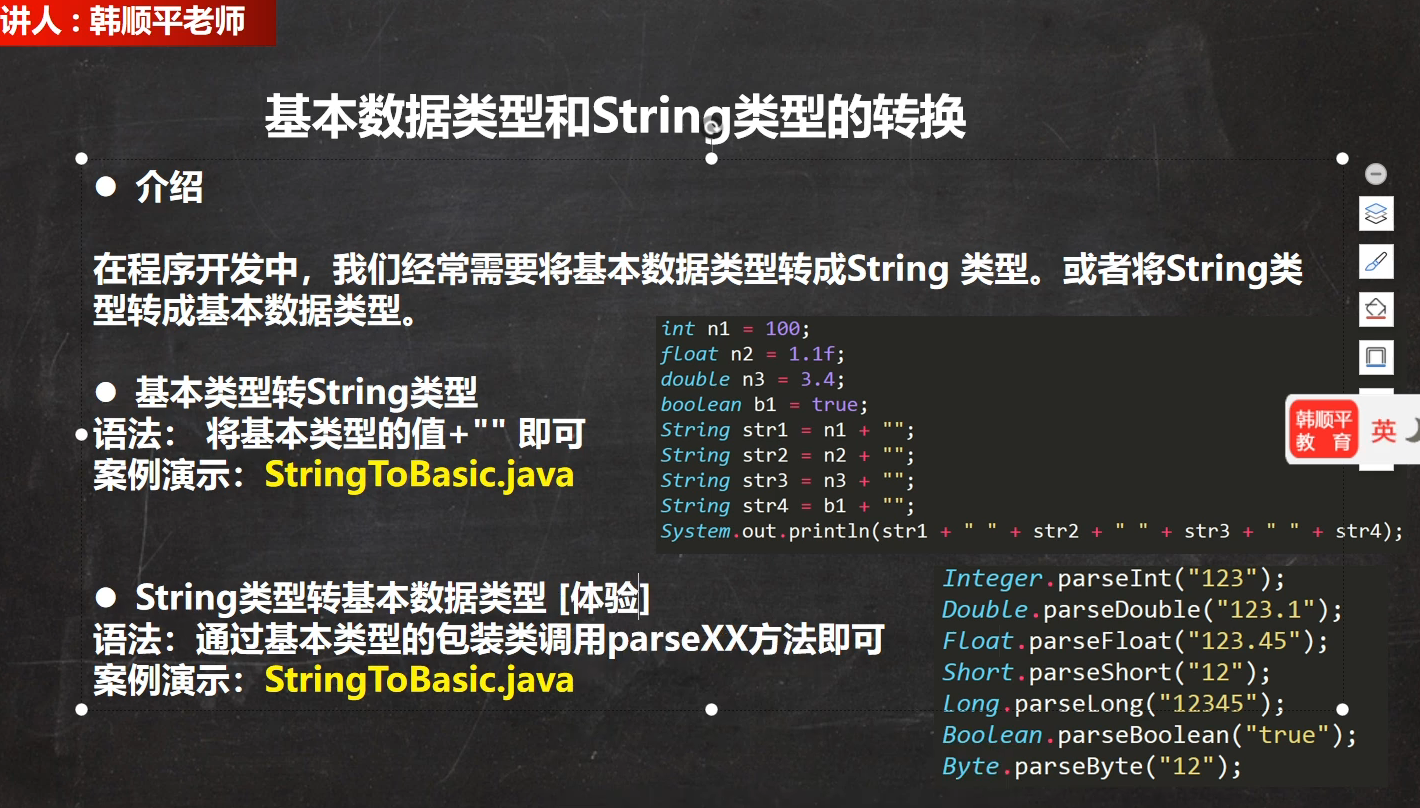 讲人：韩顺平老师
基本数据类型和String类型的转换
● 介绍
在程序开发中，我们经常需要将基本数据类型转成String 类型。或者将String类
型转成基本数据类型。
● 基本类型转String类型
语法： 将基本类型的值+"" 即可
案例演示：StringToBasic.java
int n1 = 100;
float n2 = 1.1f;
double n3 = 3.4;
boolean b1 = true;
String str1 = n1 + "";
String str2 = n2 + "";
String str3 = n3 + "";
String str4 = b1 + "";
System.out.println(str1 + " " + str2 + " " + str3 + " " + str4);
韩顺平
教 育
英
● String类型转基本数据类型 [体验]
语法：通过基本类型的包装类调用parseXX方法即可
案例演示：StringToBasic.java
Integer.parseInt("123");
Double.parseDouble("123.1");
Float.parseFloat("123.45");
Short.parseShort("12");
Long.parseLong("12345");
Boolean.parseBoolean("true");
Byte.parseByte("12");